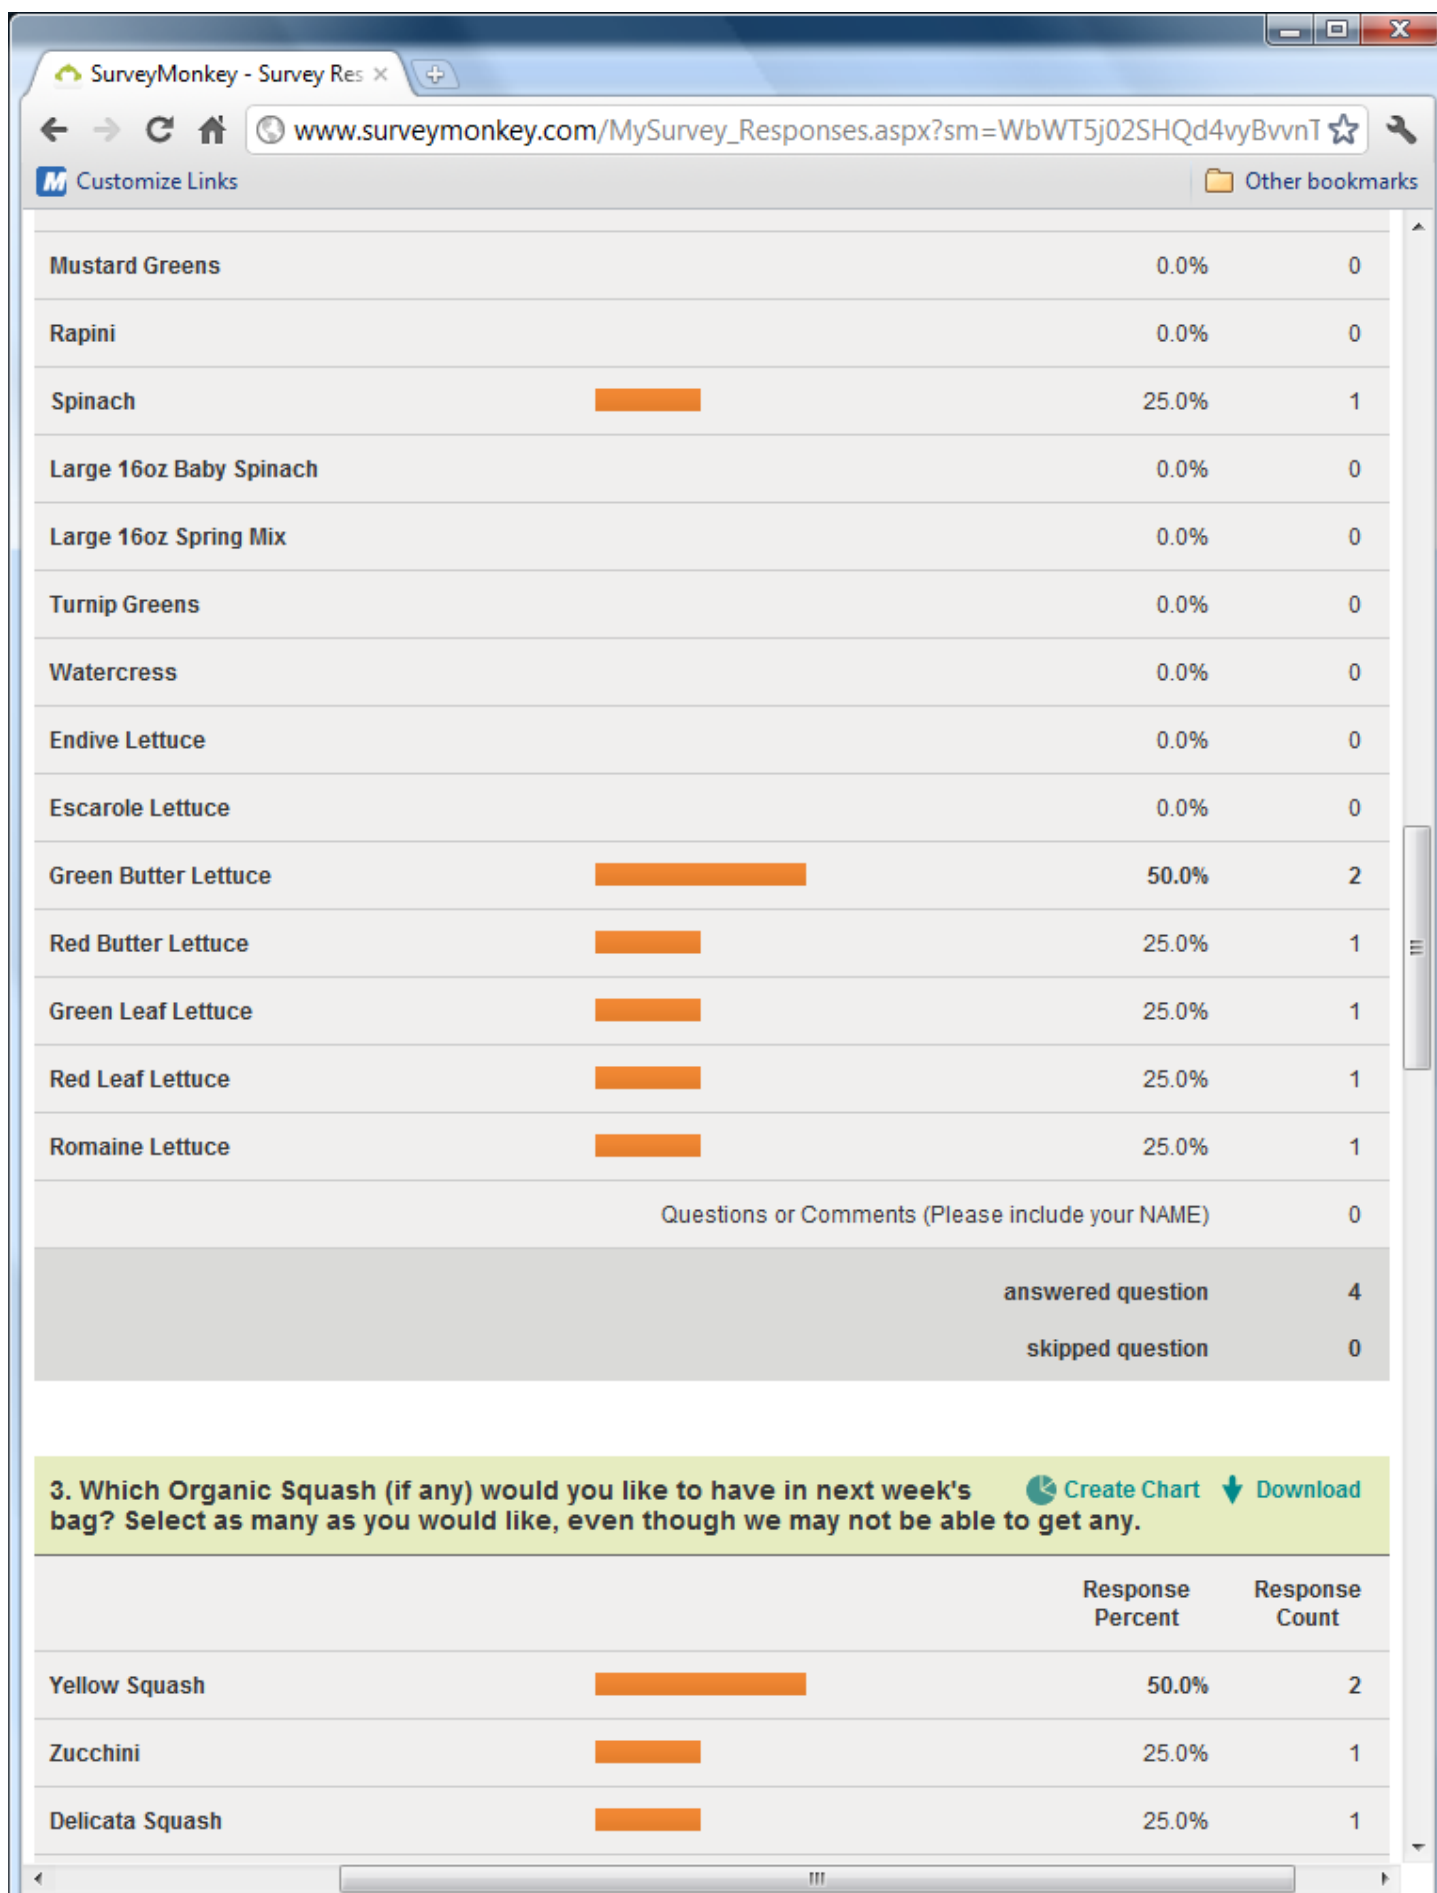 SurveyMonkey - Survey Res
www.surveymonkey.com/MySurvey_Responses.aspx?sm=WbWT5j02SHQd4vyBvvnT
Customize Links Other bookmarks
Mustard Greens 0.0% 0
Rapini 0.0% 0
Spinach 25.0% 1
Large 16oz Baby Spinach 0.0% 0
Large 16oz Spring Mix 0.0% 0
Turnip Greens 0.0% 0
Watercress 0.0% 0
Endive Lettuce 0.0% 0
Escarole Lettuce 0.0% 0
Green Butter Lettuce 50.0% 2
Red Butter Lettuce 25.0% 1
Green Leaf Lettuce 25.0% 1
Red Leaf Lettuce 25.0% 1
Romaine Lettuce 25.0% 1
Questions or Comments (Please include your NAME) 0
answered question 4
skipped question 0
3. Which Organic Squash (if any) would you like to have in next week's Create Chart Download
bag? Select as many as you would like, even though we may not be able to get any.
Response Response
Percent Count
Yellow Squash 50.0% 2
Zucchini 25.0% 1
Delicata Squash 25.0% 1